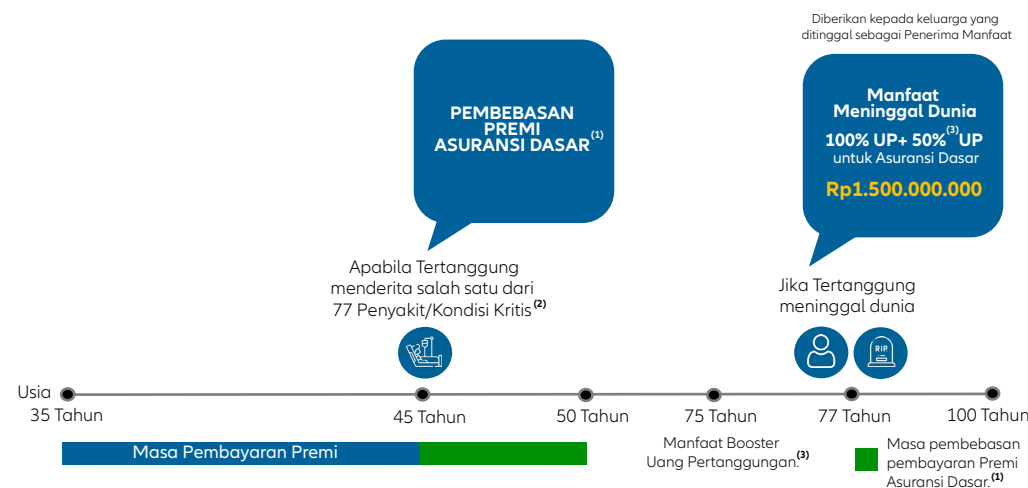 Diberikan kepada keluarga yang
ditinggal sebagai Penerima Manfaat
PEMBEBASAN
PREMI
ASURANSI DASAR(1)
Manfaat
Meninggal Dunia
100% UP+ 50%(3)UP
untuk Asuransi Dasar
Rp1.500.000.000
Apabila Tertanggung
menderita salah satu dari
77 Penyakit/Kondisi Kritis(2)
Jika Tertanggung
meninggal dunia
RIP
Usia
35 Tahun
45 Tahun
50 Tahun
75 Tahun
77 Tahun
100 Tahun
Masa Pembayaran Premi
Manfaat Booster
Uang Pertanggungan.(3)
Masa pembebasan
pembayaran Premi
Asuransi Dasar.(1)